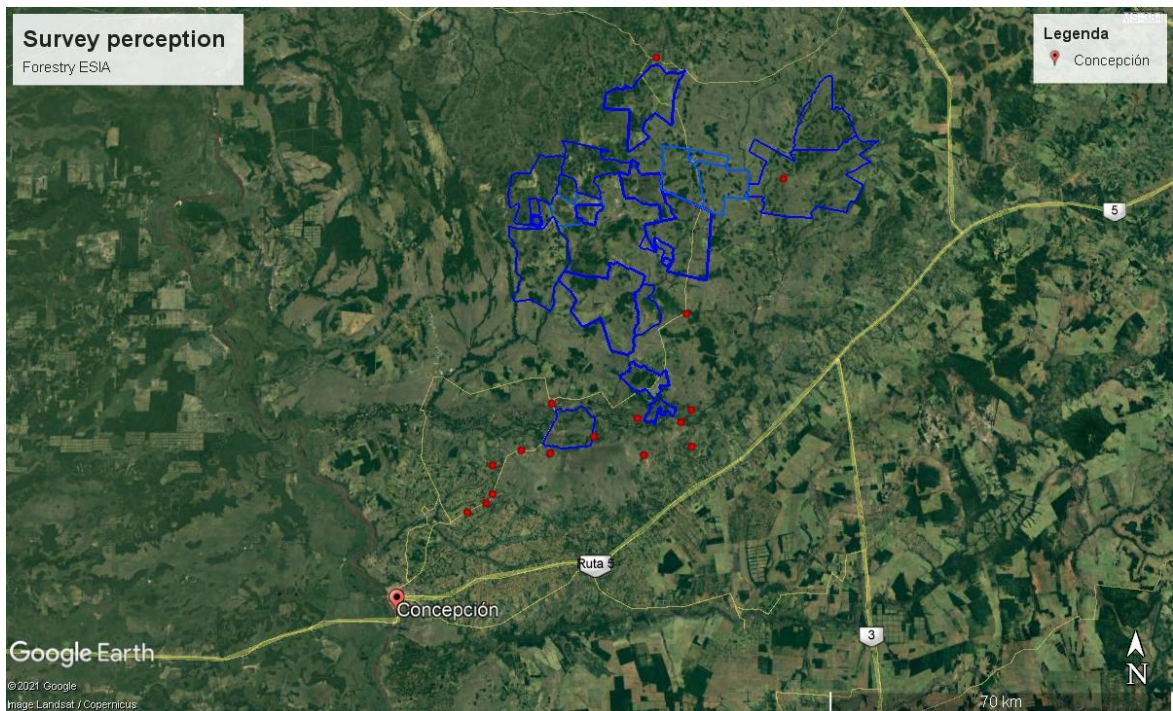 Survey perception
Forestry ESIA
Legenda
Concepción
5
Ruta 5
Concepción
3
Google Earth
N
©2021 Google
Image Landsat / Copernicus
70 km